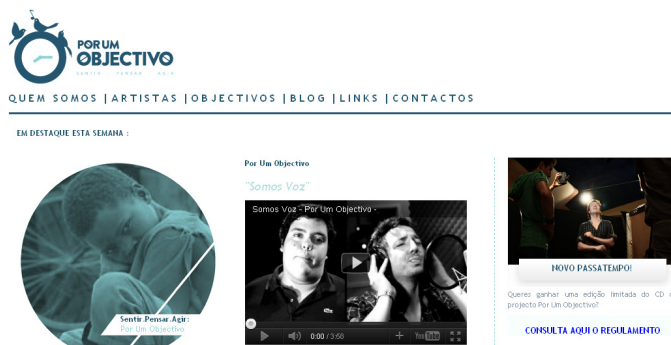 POR UM
OBJECTIVO
SENTIR . PENSAR . AGIR
QUEM SOMOS | ARTISTAS | OBJECTIVOS | BLOG | LINKS | CONTACTOS
EM DESTAQUE ESTA SEMANA :
Por Um Objectivo
"Somos Voz"
Somos Voz - Por Um Objectivo -
0:00 / 3:58
YouTube
Sentir.Pensar.Agir:
Por Um Objectivo
NOVO PASSATEMPO!
Queres ganhar uma edição limitada do CD
projecto Por Um Objectivo?
CONSULTA AQUI O REGULAMENTO